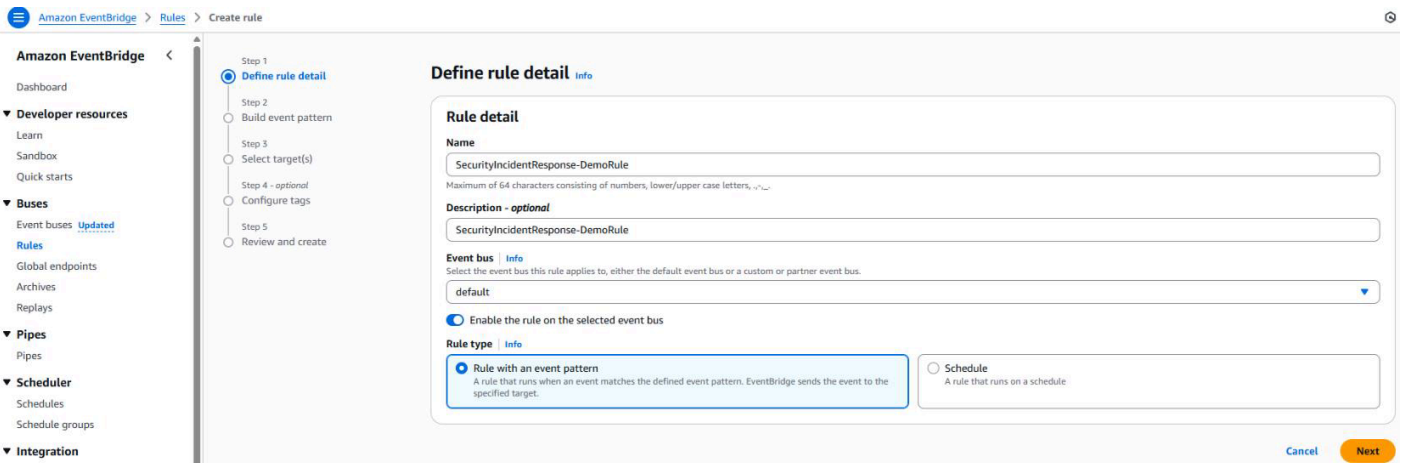 Amazon EventBridge > Rules > Create rule
Amazon EventBridge
Dashboard
Developer resources
Learn
Sandbox
Quick starts
Buses
Event buses Updated
Rules
Global endpoints
Archives
Replays
Pipes
Pipes
Scheduler
Schedules
Schedule groups
Integration
Step 1
Define rule detail
Step 2
Build event pattern
Step 3
Select target(s)
Step 4 - optional
Configure tags
Step 5
Review and create
Define rule detail Info
Rule detail
Name
SecurityIncidentResponse-DemoRule
Maximum of 64 characters consisting of numbers, lower/upper case letters, .,-,_.
Description - optional
SecurityIncidentResponse-DemoRule
Event bus Info
Select the event bus this rule applies to, either the default event bus or a custom or partner event bus.
default
Enable the rule on the selected event bus
Rule type Info
Rule with an event pattern
A rule that runs when an event matches the defined event pattern. EventBridge sends the event to the
specified target.
Schedule
A rule that runs on a schedule
Cancel
Next